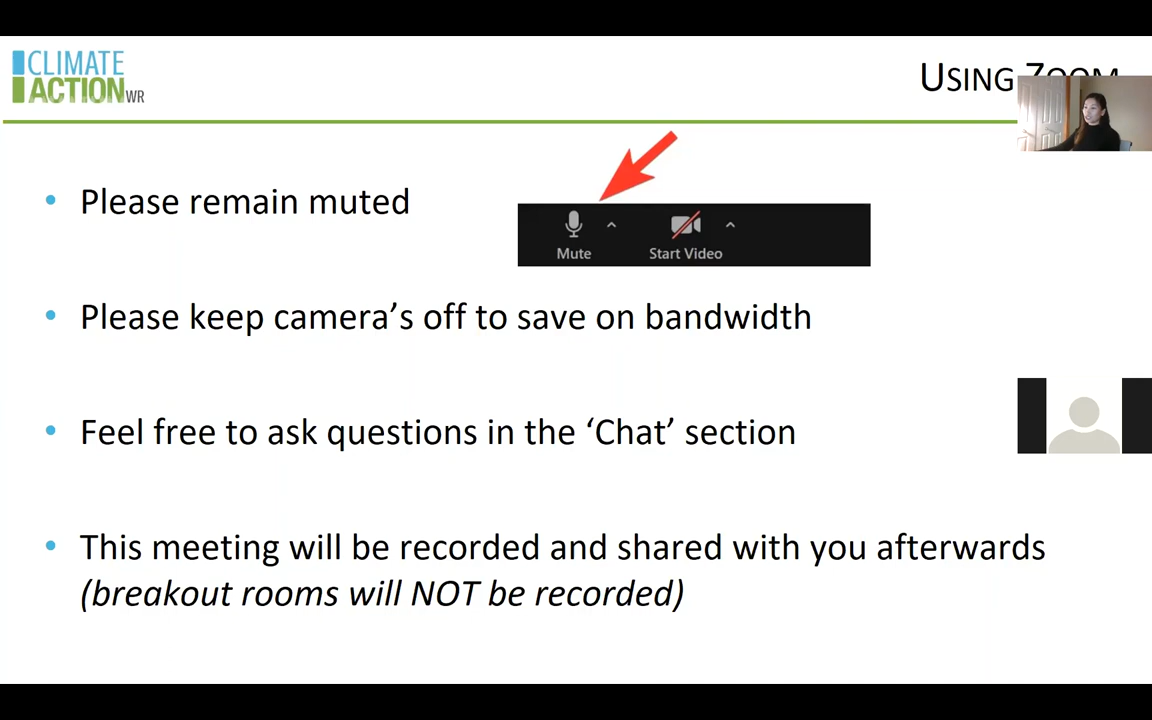 CLIMATE
ACTION WR
USING ZOOM
• Please remain muted
Mute
Start Video
• Please keep camera’s off to save on bandwidth
• Feel free to ask questions in the ‘Chat’ section
• This meeting will be recorded and shared with you afterwards
(breakout rooms will NOT be recorded)